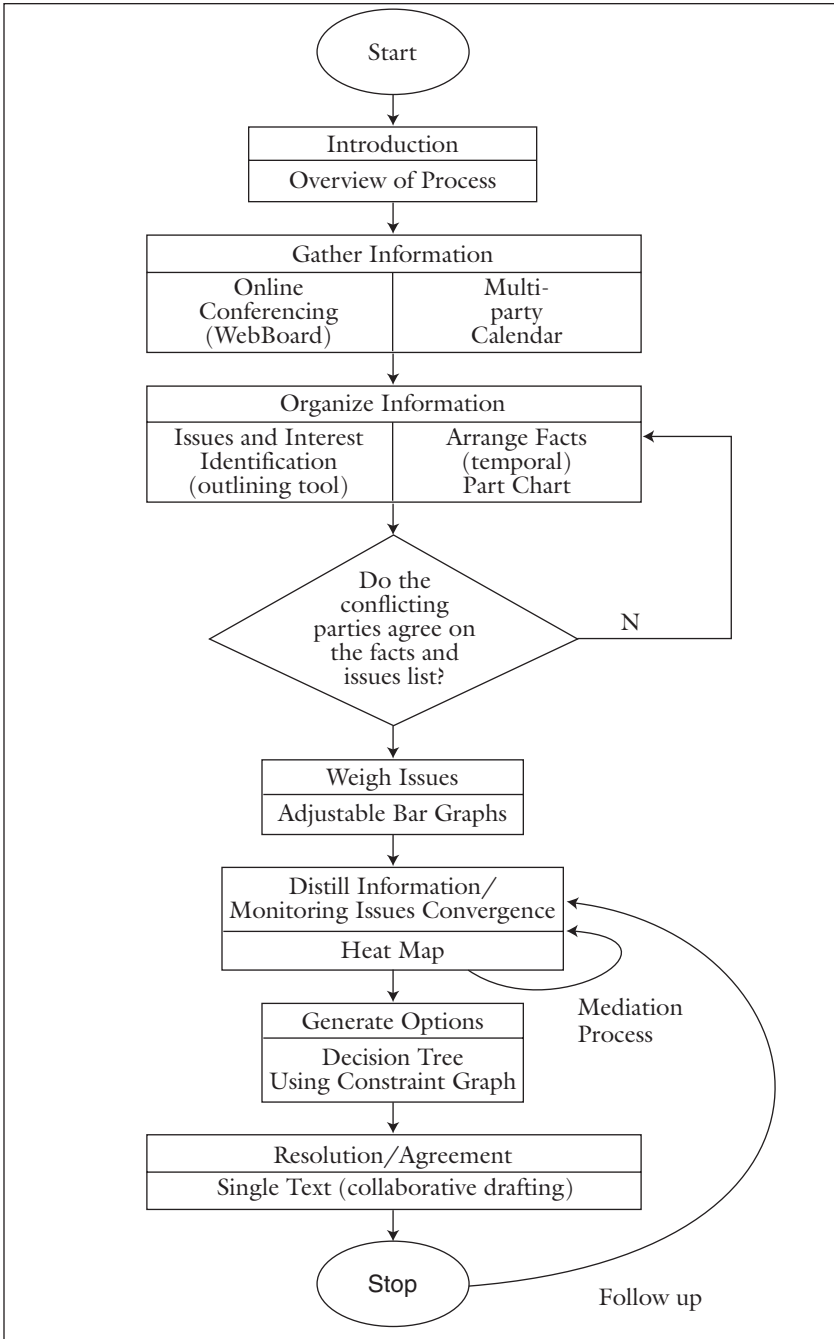 Start
Introduction
Overview of Process
Gather Information
Online
Conferencing
(WebBoard)
Multi-
party
Calendar
Organize Information
Issues and Interest
Identification
(outlining tool)
Arrange Facts
(temporal)
Part Chart
Do the
conflicting
parties agree on
the facts and
issues list?
N
Weigh Issues
Adjustable Bar Graphs
Distill Information/
Monitoring Issues Convergence
Heat Map
Mediation
Process
Generate Options
Decision Tree
Using Constraint Graph
Resolution/Agreement
Single Text (collaborative drafting)
Stop
Follow up